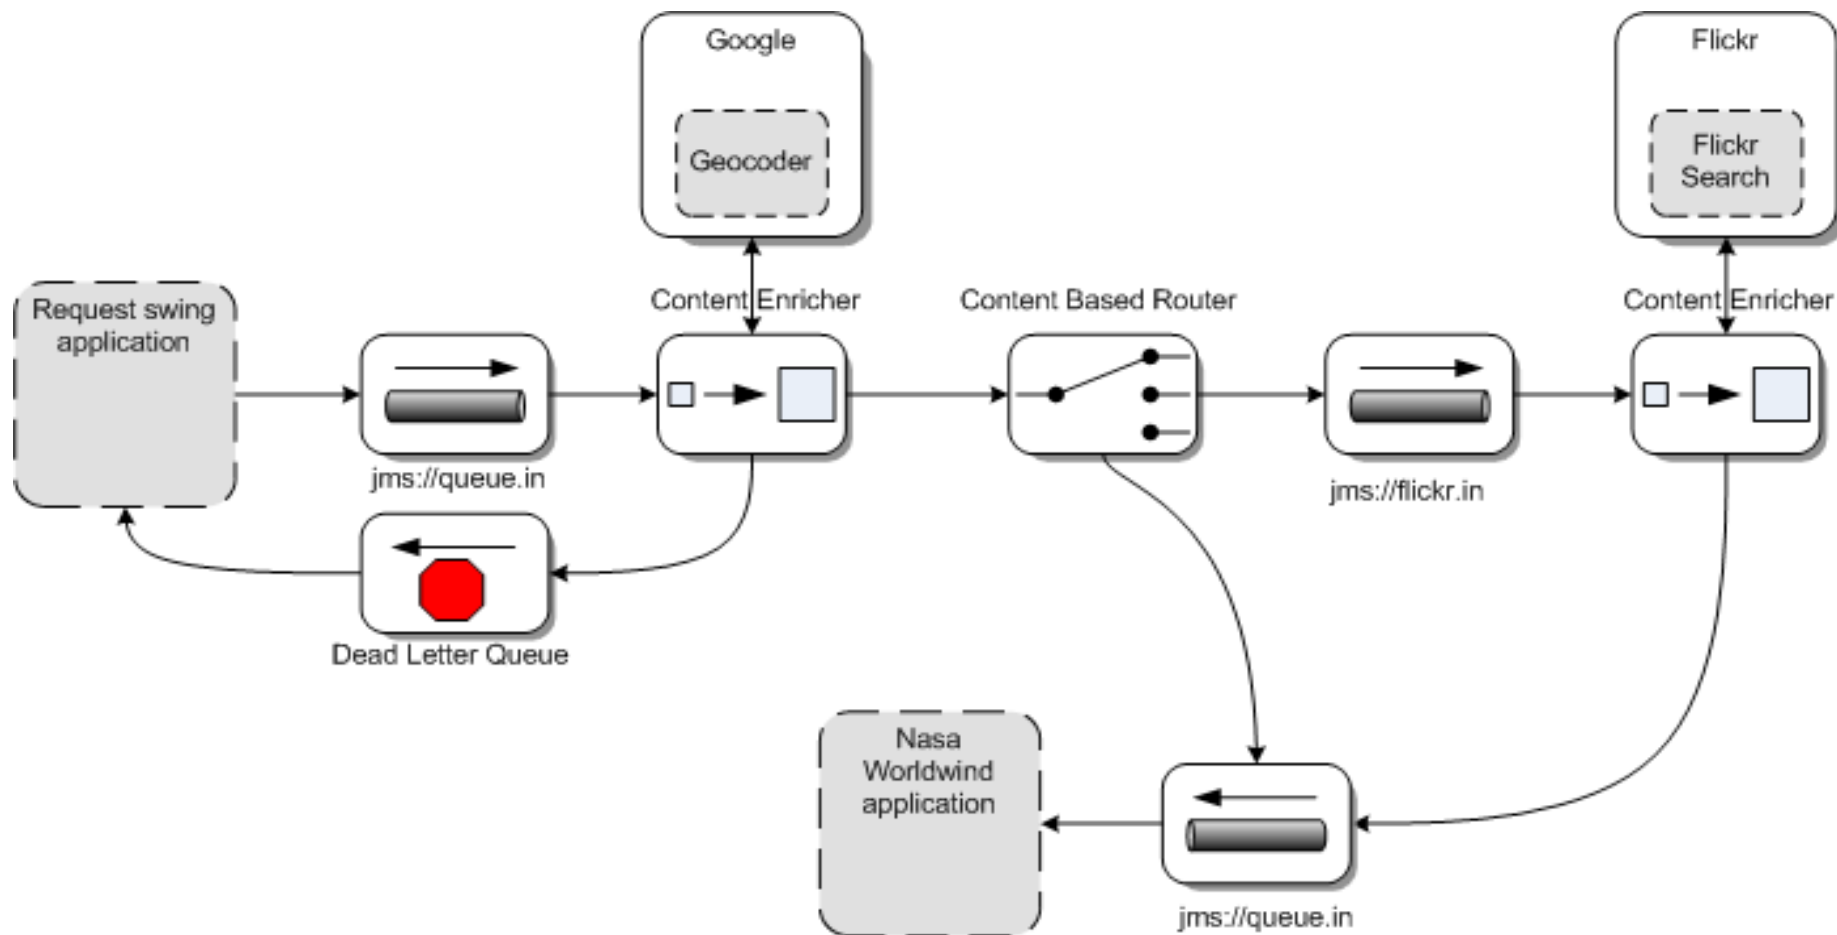 Google
Geocoder
Flickr
Flickr
Search
Request swing
application
Content Enricher
Content Based Router
Content Enricher
jms://queue.in
jms://flickr.in
Dead Letter Queue
Nasa
Worldwind
application
jms://queue.in